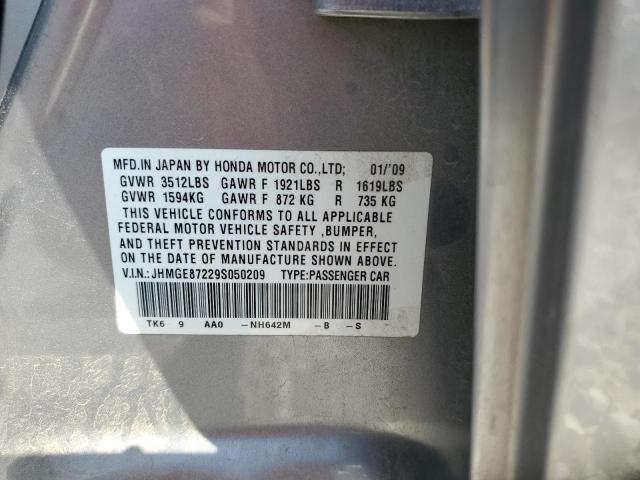 MFD.IN JAPAN BY HONDA MOTOR CO.,LTD; 01/'09
GVWR 3512LBS GAWR F 1921LBS R 1619LBS
GVWR 1594KG GAWR F 872 KG R 735 KG
THIS VEHICLE CONFORMS TO ALL APPLICABLE
FEDERAL MOTOR VEHICLE SAFETY ,BUMPER,
AND THEFT PREVENTION STANDARDS IN EFFECT
ON THE DATE OF MANUFACTURE SHOWN ABOVE.
V.I.N.:JHMGE87229S050209 TYPE:PASSENGER CAR
TK6 9 AA0 -NH642M -B -S